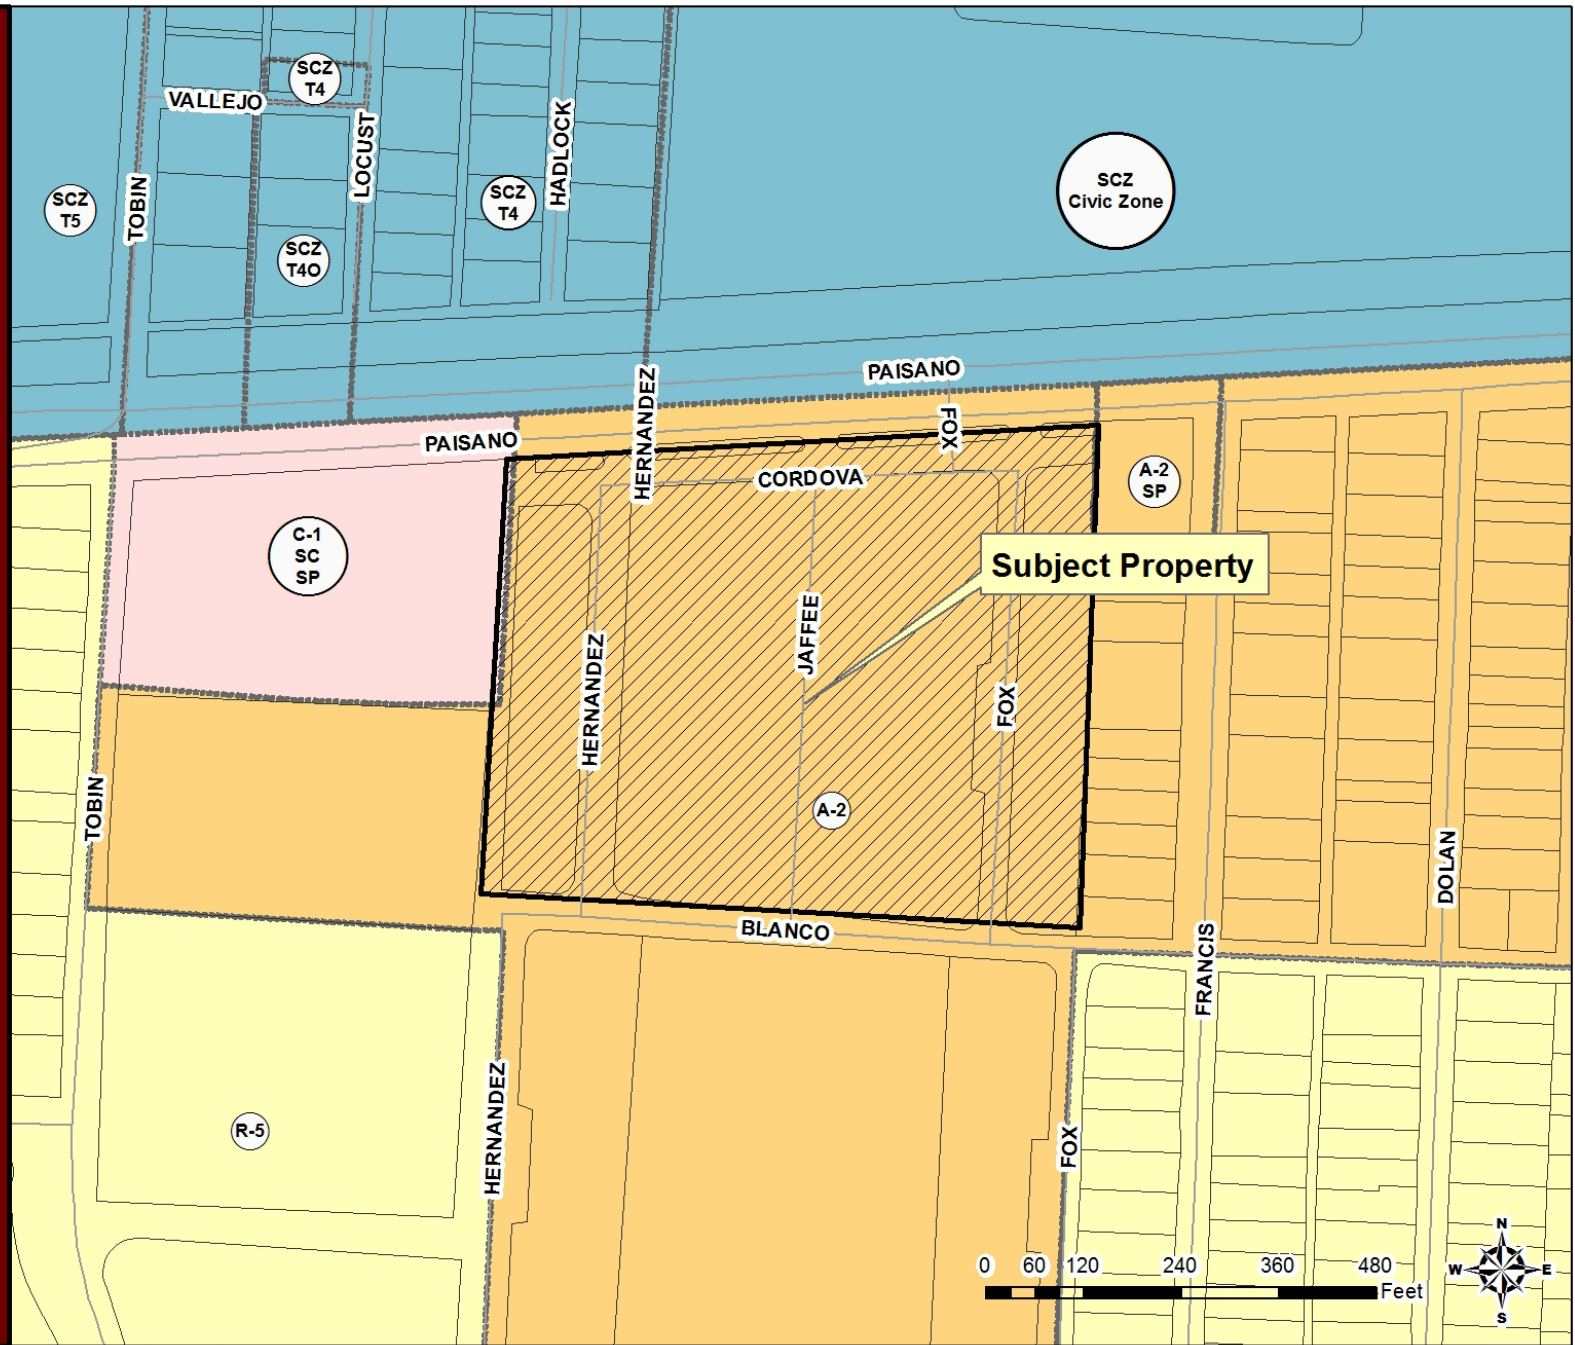 SCZ
T4
VALLEJO
LOCUST
HADLOCK
SCZ
T5
TOBIN
SCZ
T4
SCZ
T4O
SCZ
Civic Zone
PAISANO
HERNANDEZ
FOX
PAISANO
CORDOVA
A-2
SP
C-1
SC
SP
Subject Property
JAFFEE
HERNANDEZ
FOX
TOBIN
A-2
DOLAN
BLANCO
FRANCIS
HERNANDEZ
R-5
FOX
N
W
E
S
0 60 120 240 360 480
Feet